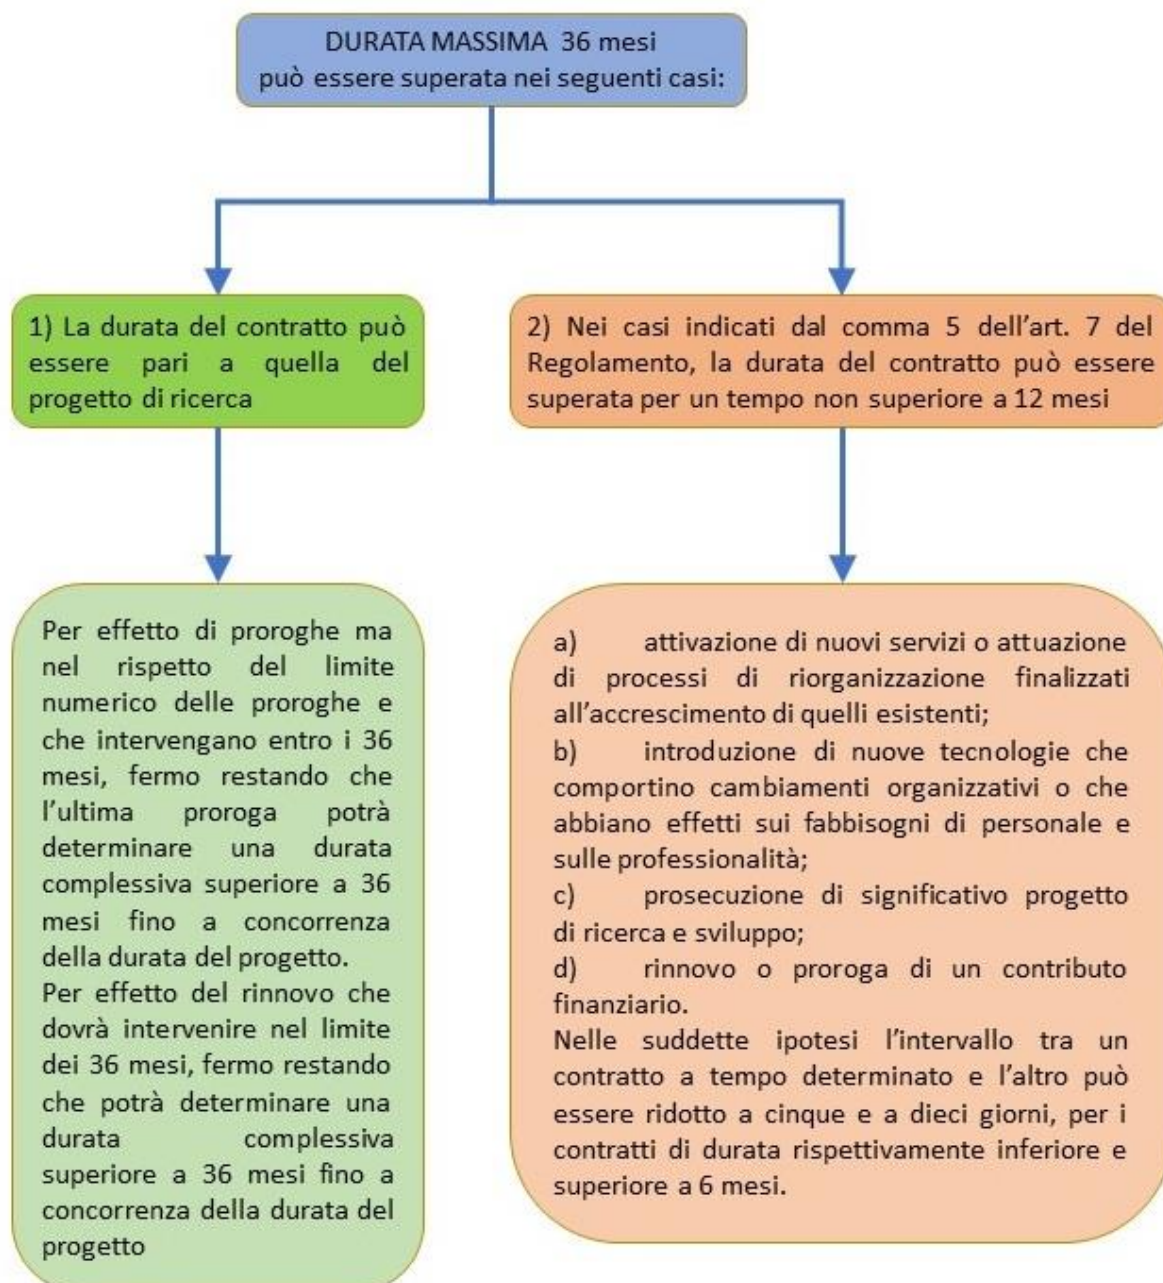 DURATA MASSIMA 36 mesi
può essere superata nei seguenti casi:
1) La durata del contratto può
essere pari a quella del
progetto di ricerca
2) Nei casi indicati dal comma 5 dell’art. 7 del
Regolamento, la durata del contratto può essere
superata per un tempo non superiore a 12 mesi
Per effetto di proroghe ma
nel rispetto del limite
numerico delle proroghe e
che intervengano entro i 36
mesi, fermo restando che
l’ultima proroga potrà
determinare una durata
complessiva superiore a 36
mesi fino a concorrenza
della durata del progetto.
Per effetto del rinnovo che
dovrà intervenire nel limite
dei 36 mesi, fermo restando
che potrà determinare una
durata complessiva
superiore a 36 mesi fino a
concorrenza della durata del
progetto
a) attivazione di nuovi servizi o attuazione
di processi di riorganizzazione finalizzati
all’accrescimento di quelli esistenti;
b) introduzione di nuove tecnologie che
comportino cambiamenti organizzativi o che
abbiano effetti sui fabbisogni di personale e
sulle professionalità;
c) prosecuzione di significativo progetto
di ricerca e sviluppo;
d) rinnovo o proroga di un contributo
finanziario.
Nelle suddette ipotesi l’intervallo tra un
contratto a tempo determinato e l’altro può
essere ridotto a cinque e a dieci giorni, per i
contratti di durata rispettivamente inferiore e
superiore a 6 mesi.